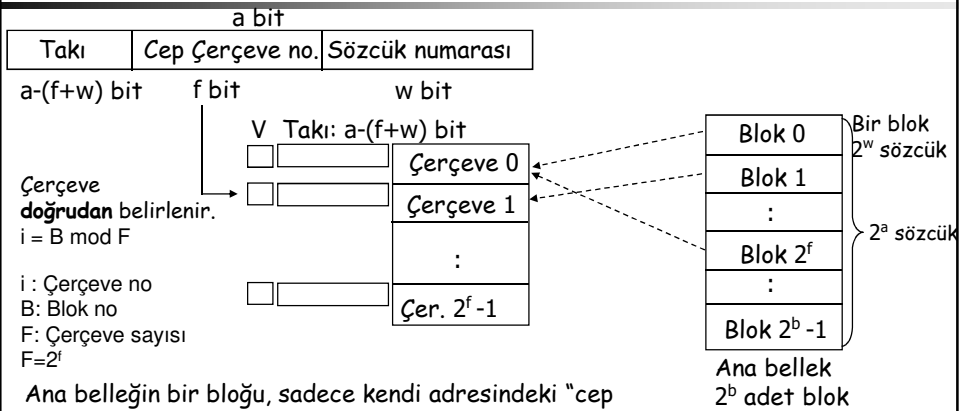 a bit
Takı Cep Çerçeve no. Sözcük numarası
a-(f+w) bit f bit w bit
V Takı: a-(f+w) bit
Çerçeve 0
Çerçeve 1
:
Çer. 2^f -1
Çerçeve
doğrudan belirlenir.
i = B mod F
i : Çerçeve no
B: Blok no
F: Çerçeve sayısı
F=2^f
Blok 0
Blok 1
:
Blok 2^f
:
Blok 2^b -1
Bir blok
2^w sözcük
2^a sözcük
Ana bellek
2^b adet blok
Ana belleğin bir bloğu, sadece kendi adresindeki "cep